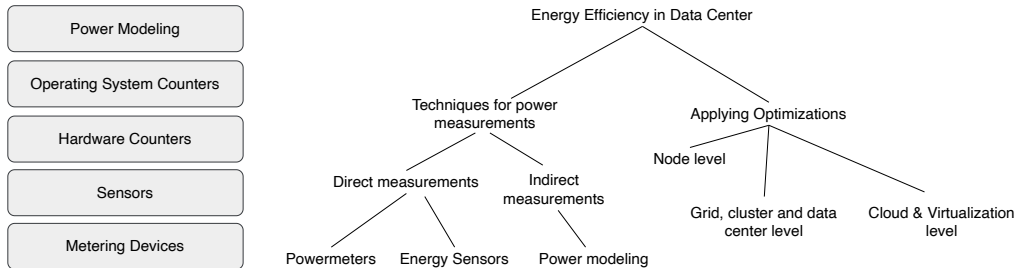 Power Modeling
Operating System Counters
Hardware Counters
Sensors
Metering Devices
Energy Efficiency in Data Center
Techniques for power
measurements
Applying Optimizations
Direct measurements
Indirect
measurements
Node level
Powermeters
Energy Sensors
Power modeling
Grid, cluster and data
center level
Cloud & Virtualization
level